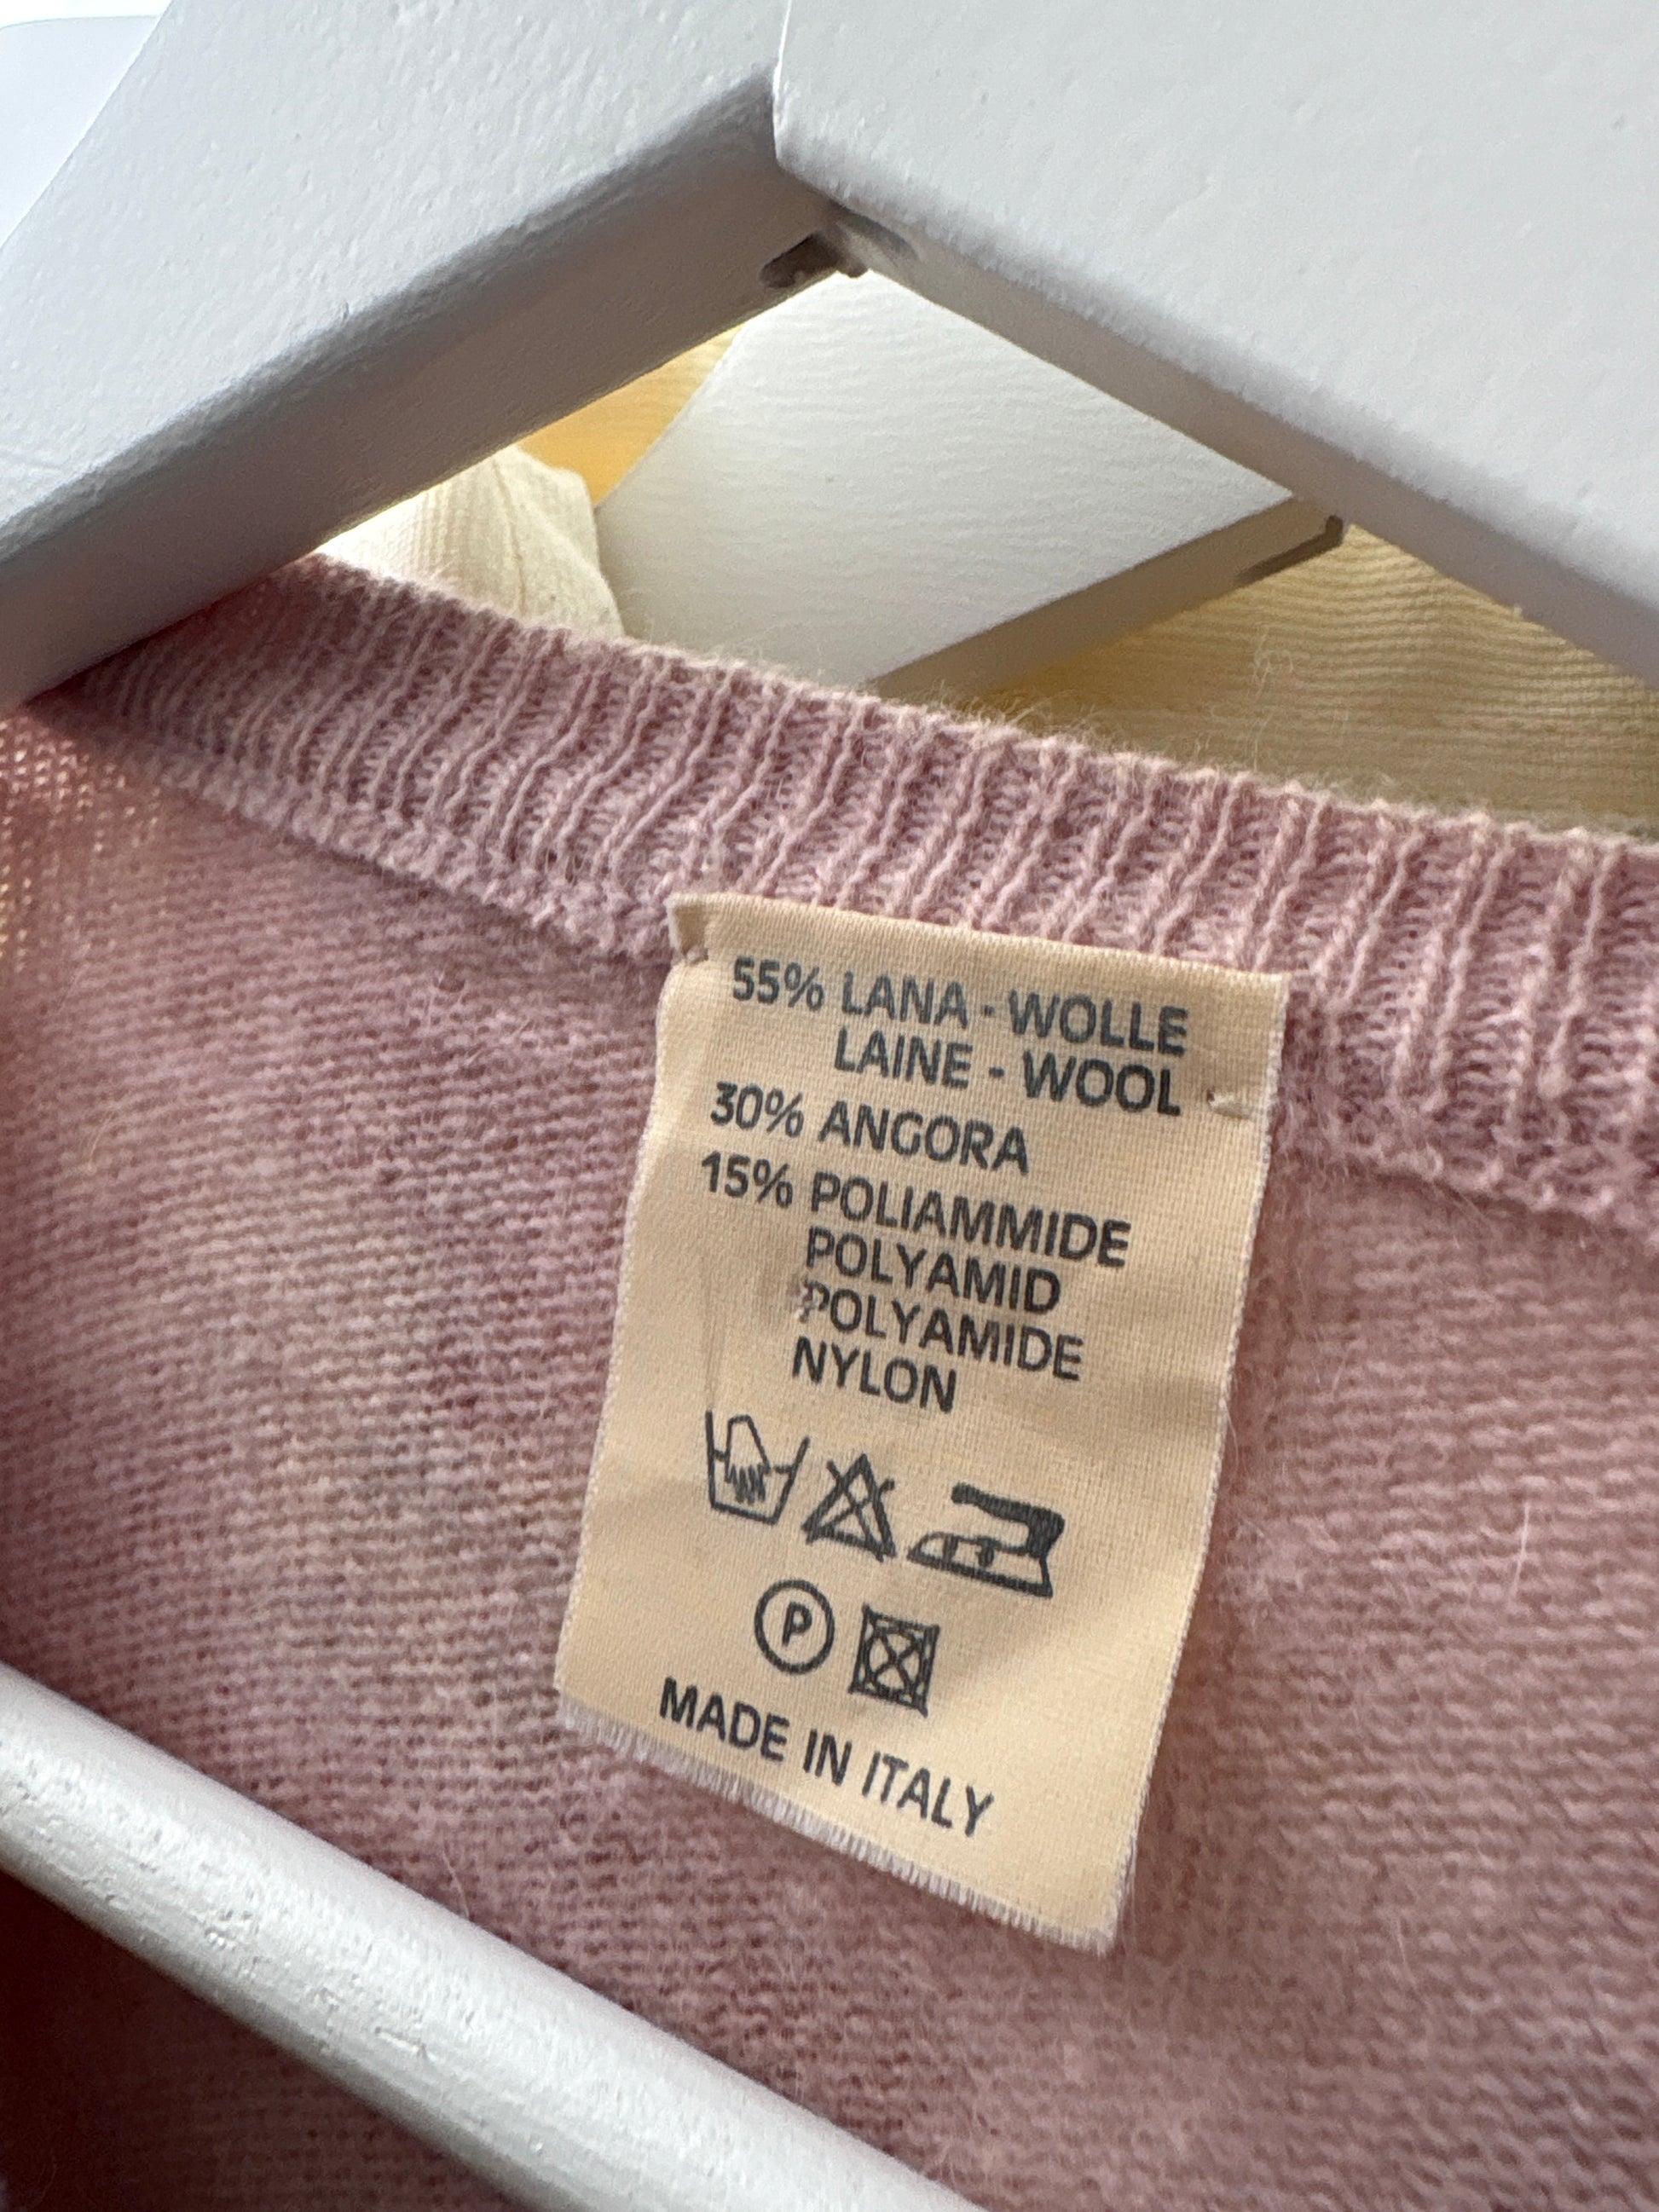 55% LANA - WOLLE
LAINE - WOOL
30% ANGORA
15% POLIAMMIDE
POLYAMID
POLYAMIDE
NYLON
P
MADE IN ITALY